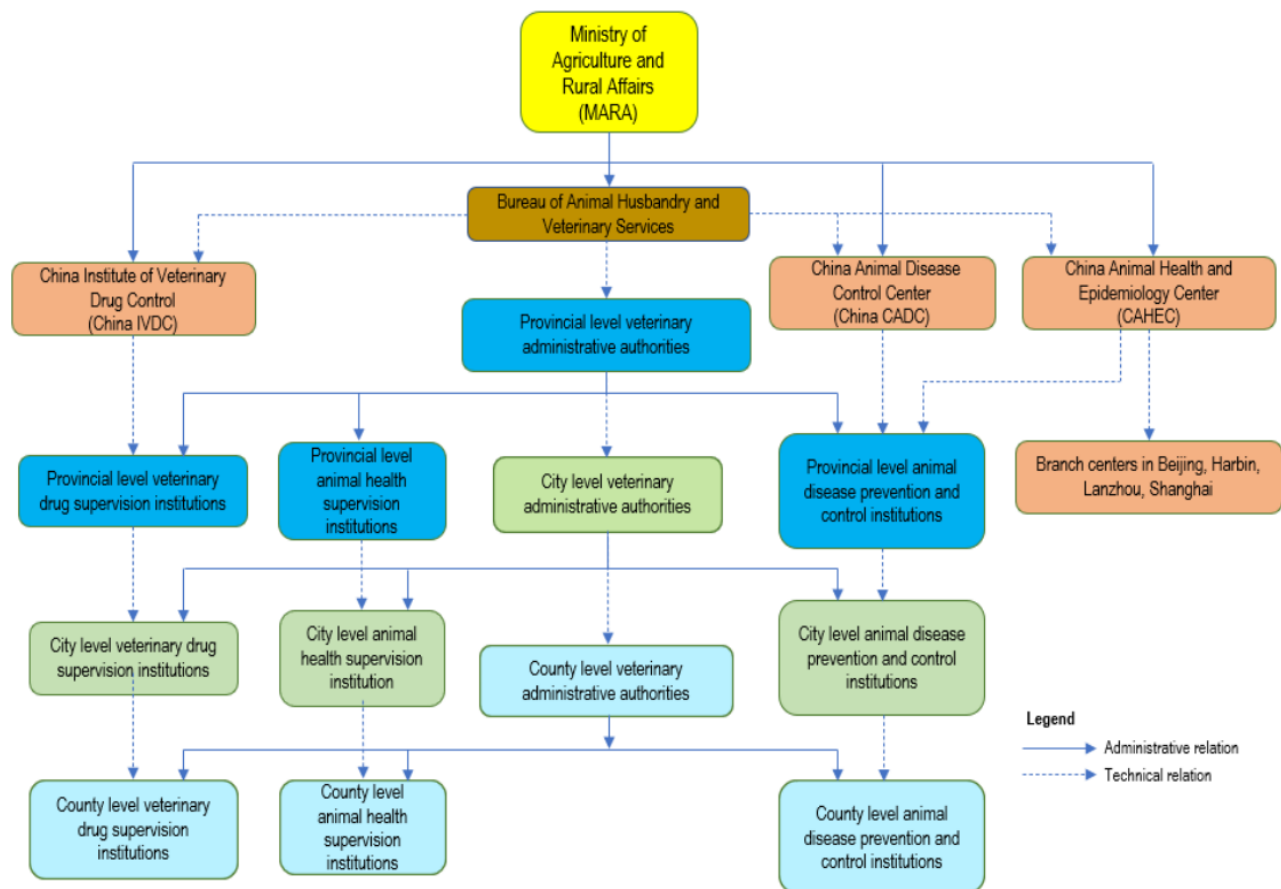 Ministry of
Agriculture and
Rural Affairs
(MARA)
Bureau of Animal Husbandry and
Veterinary Services
China Institute of Veterinary
Drug Control
(China IVDC)
China Animal Disease
Control Center
(China CADC)
China Animal Health and
Epidemiology Center
(CAHEC)
Provincial level veterinary
administrative authorities
Provincial level veterinary
drug supervision institutions
Provincial level
animal health
supervision
institutions
City level veterinary
administrative authorities
Provincial level animal
disease prevention and
control institutions
Branch centers in Beijing, Harbin,
Lanzhou, Shanghai
City level veterinary drug
supervision institutions
City level animal
health supervision
institution
County level veterinary
administrative authorities
City level animal disease
prevention and control
institutions
Legend
Administrative relation
Technical relation
County level veterinary
drug supervision
institutions
County level
animal health
supervision
institutions
County level animal
disease prevention and
control institutions